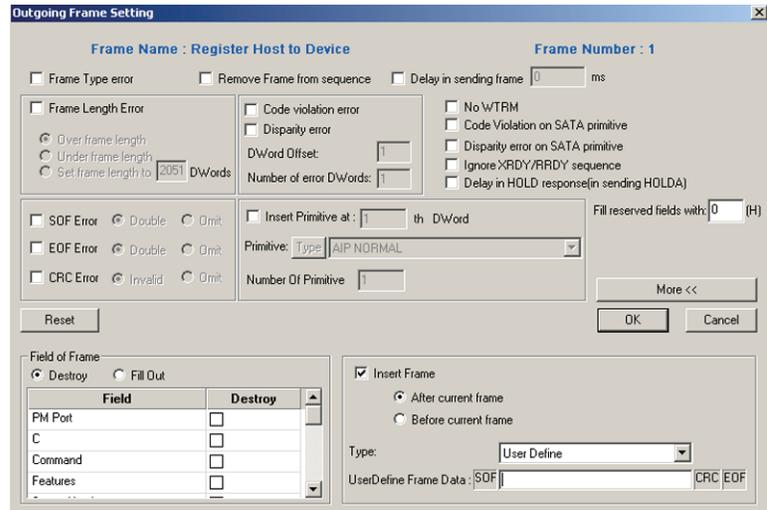 Outgoing Frame Setting
Frame Name : Register Host to Device
Frame Number : 1
Frame Type error
Remove Frame from sequence
Delay in sending frame 0 ms
Frame Length Error
Over frame length
Under frame length
Set frame length to 2051 DWords
Code violation error
Disparity error
DWord Offset: 1
Number of error DWords: 1
No WTRM
Code Violation on SATA primitive
Disparity error on SATA primitive
Ignore XRDY/RRDY sequence
Delay in HOLD response(in sending HOLDA)
SOF Error Double Omit
EOF Error Double Omit
CRC Error Invalid Omit
Insert Primitive at : 1 th DWord
Primitive: Type AIP NORMAL
Number Of Primitive 1
Fill reserved fields with: 0 (H)
More <<
Reset
OK
Cancel
Field of Frame
Destroy Fill Out
Field Destroy
PM Port
C
Command
Features
Insert Frame
After current frame
Before current frame
Type: User Define
UserDefine Frame Data : SOF CRC EOF